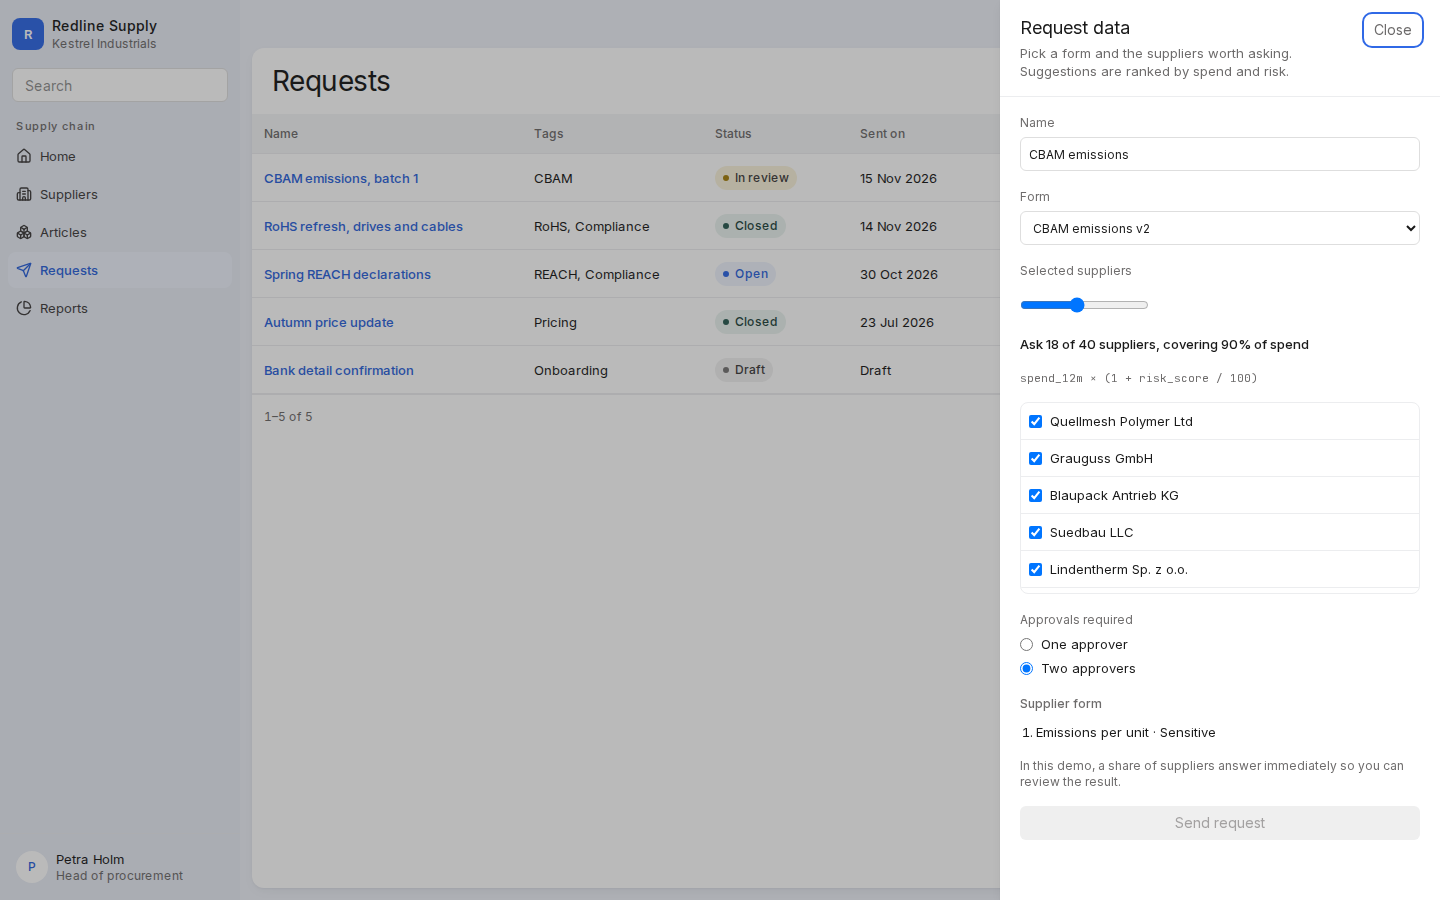 R
Redline Supply
Kestrel Industrials
Search
Supply chain
Home
Suppliers
Articles
Requests
Reports
P
Petra Holm
Head of procurement
Requests
Name Tags Status Sent on
CBAM emissions, batch 1 CBAM In review 15 Nov 2026
RoHS refresh, drives and cables RoHS, Compliance Closed 14 Nov 2026
Spring REACH declarations REACH, Compliance Open 30 Oct 2026
Autumn price update Pricing Closed 23 Jul 2026
Bank detail confirmation Onboarding Draft Draft
1–5 of 5
Request data
Close
Pick a form and the suppliers worth asking.
Suggestions are ranked by spend and risk.
Name
CBAM emissions
Form
CBAM emissions v2
Selected suppliers
Ask 18 of 40 suppliers, covering 90% of spend
spend_12m × (1 + risk_score / 100)
Quellmesh Polymer Ltd
Grauguss GmbH
Blaupack Antrieb KG
Suedbau LLC
Lindentherm Sp. z o.o.
Approvals required
One approver
Two approvers
Supplier form
1. Emissions per unit · Sensitive
In this demo, a share of suppliers answer immediately so you can
review the result.
Send request